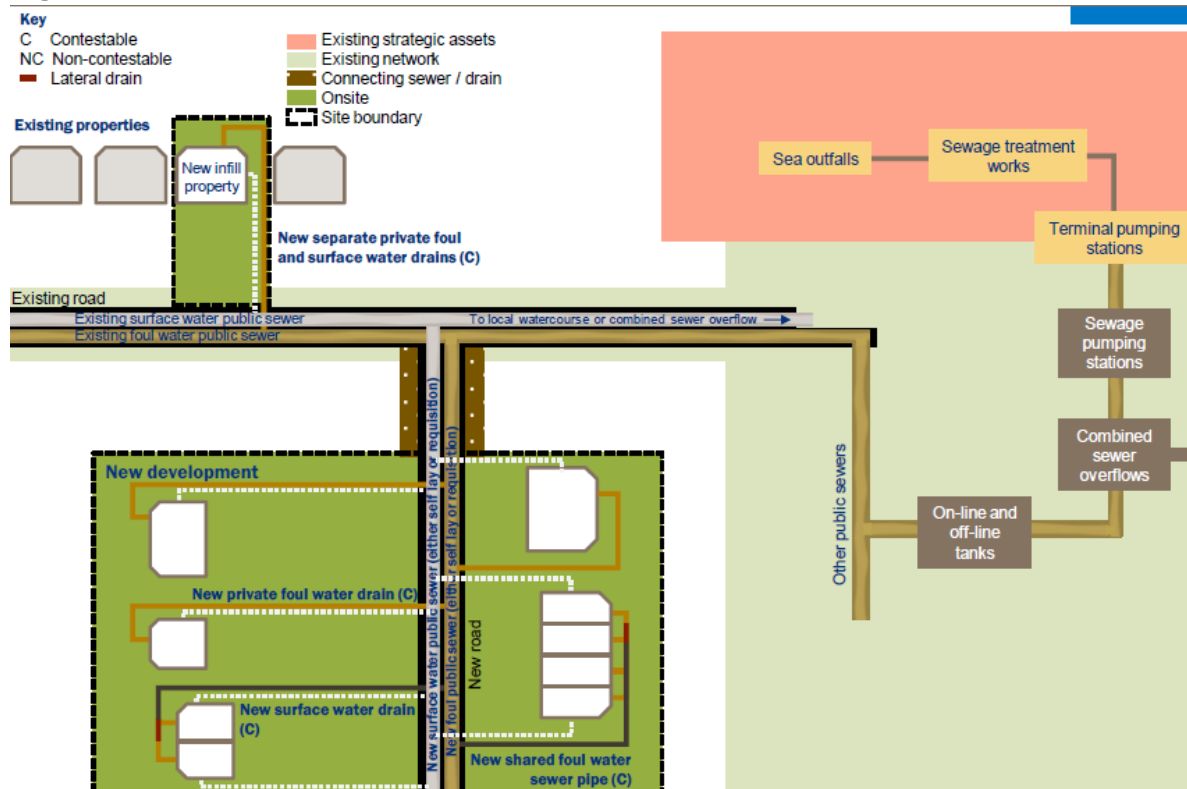 Key
C Contestable
NC Non-contestable
Lateral drain
Existing strategic assets
Existing network
Connecting sewer / drain
Onsite
Site boundary
Existing properties
New infill
property
New separate private foul
and surface water drains (C)
Sea outfalls
Sewage treatment
works
Terminal pumping
stations
Existing road
Existing surface water public sewer
To local watercourse or combined sewer overflow
Existing foul water public sewer
Sewage
pumping
stations
Combined
sewer
overflows
On-line and
off-line
tanks
Other public sewers
New development
New surface water public sewer (either self lay or requisition)
New foul public sewer (either self lay or requisition)
New road
New private foul water drain (C)
New surface water drain
(C)
New shared foul water
sewer pipe (C)